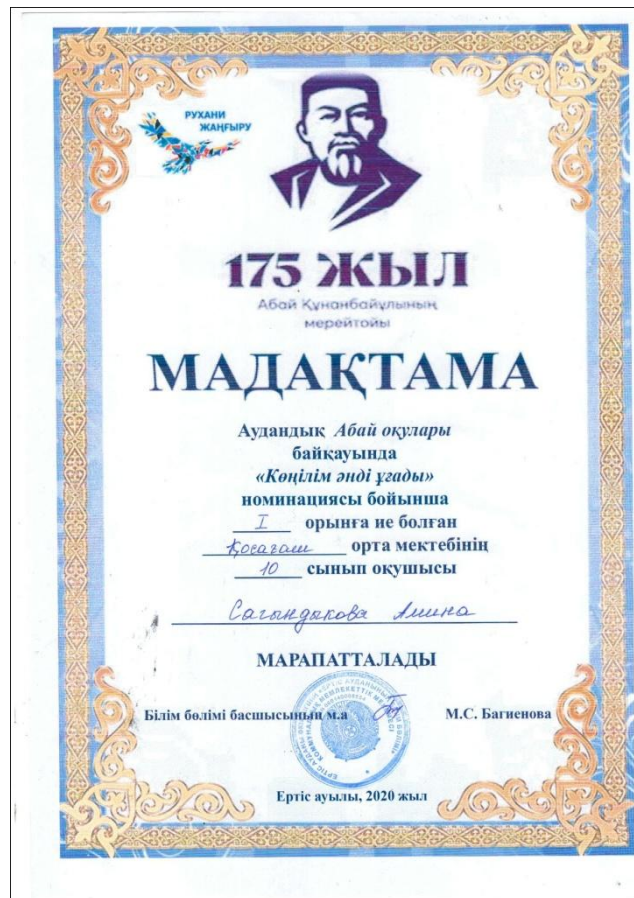 РУХАНИ
ЖАҢҒЫРУ
175 ЖЫЛ
Абай Құнанбайұлының
мерейтойы
МАДАҚТАМА
Аудандық Абай оқулары
байқауында
«Көңілім әнді ұғады»
номинациясы бойынша
I орынға ие болған
Қосағаш орта мектебінің
10 сынып оқушысы
Сагындакова Амина
МАРАПАТТАЛАДЫ
Білім бөлімі басшысының м.а М.С. Багиенова
Ертіс ауылы, 2020 жыл